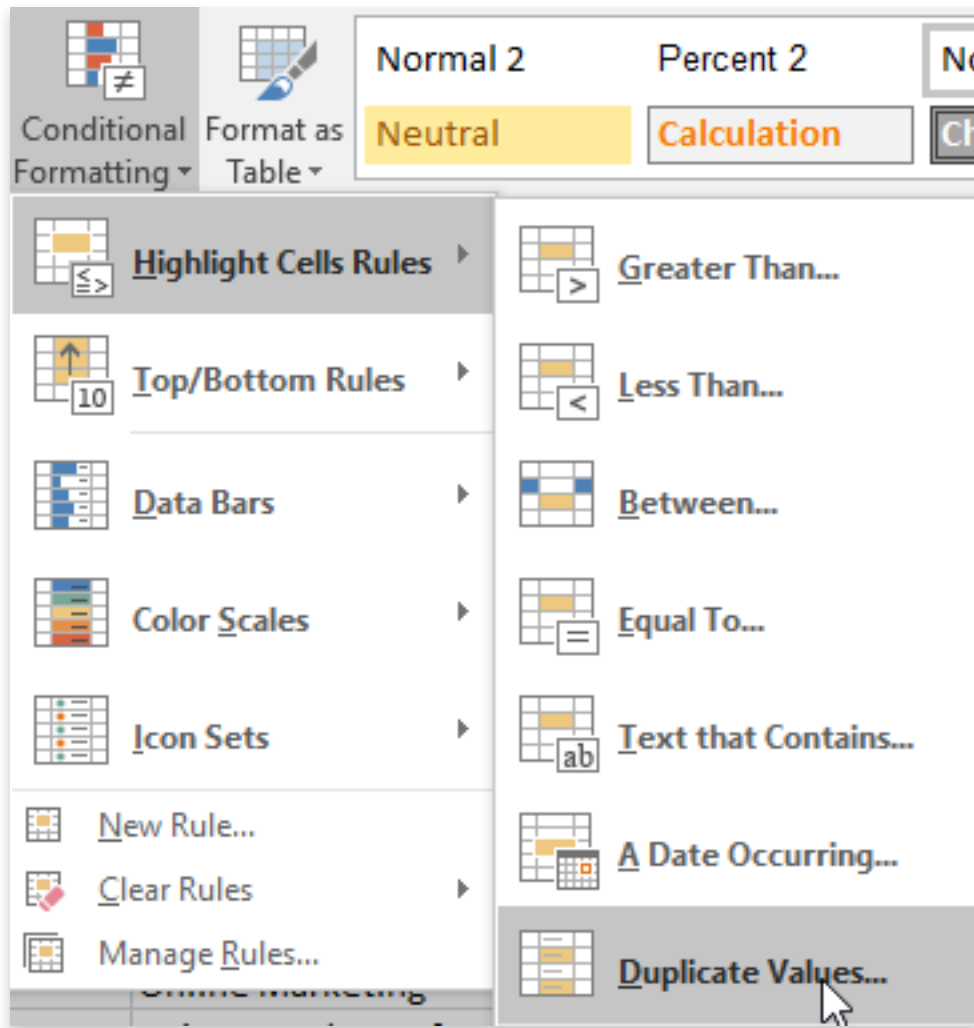 Normal 2
Percent 2
Conditional
Formatting
Format as
Table
Neutral
Calculation
Highlight Cells Rules
Top/Bottom Rules
10
Data Bars
Color Scales
Icon Sets
New Rule...
Clear Rules
Manage Rules...
Greater Than...
Less Than...
Between...
Equal To...
Text that Contains...
ab
A Date Occurring...
Duplicate Values...
Online Marketing